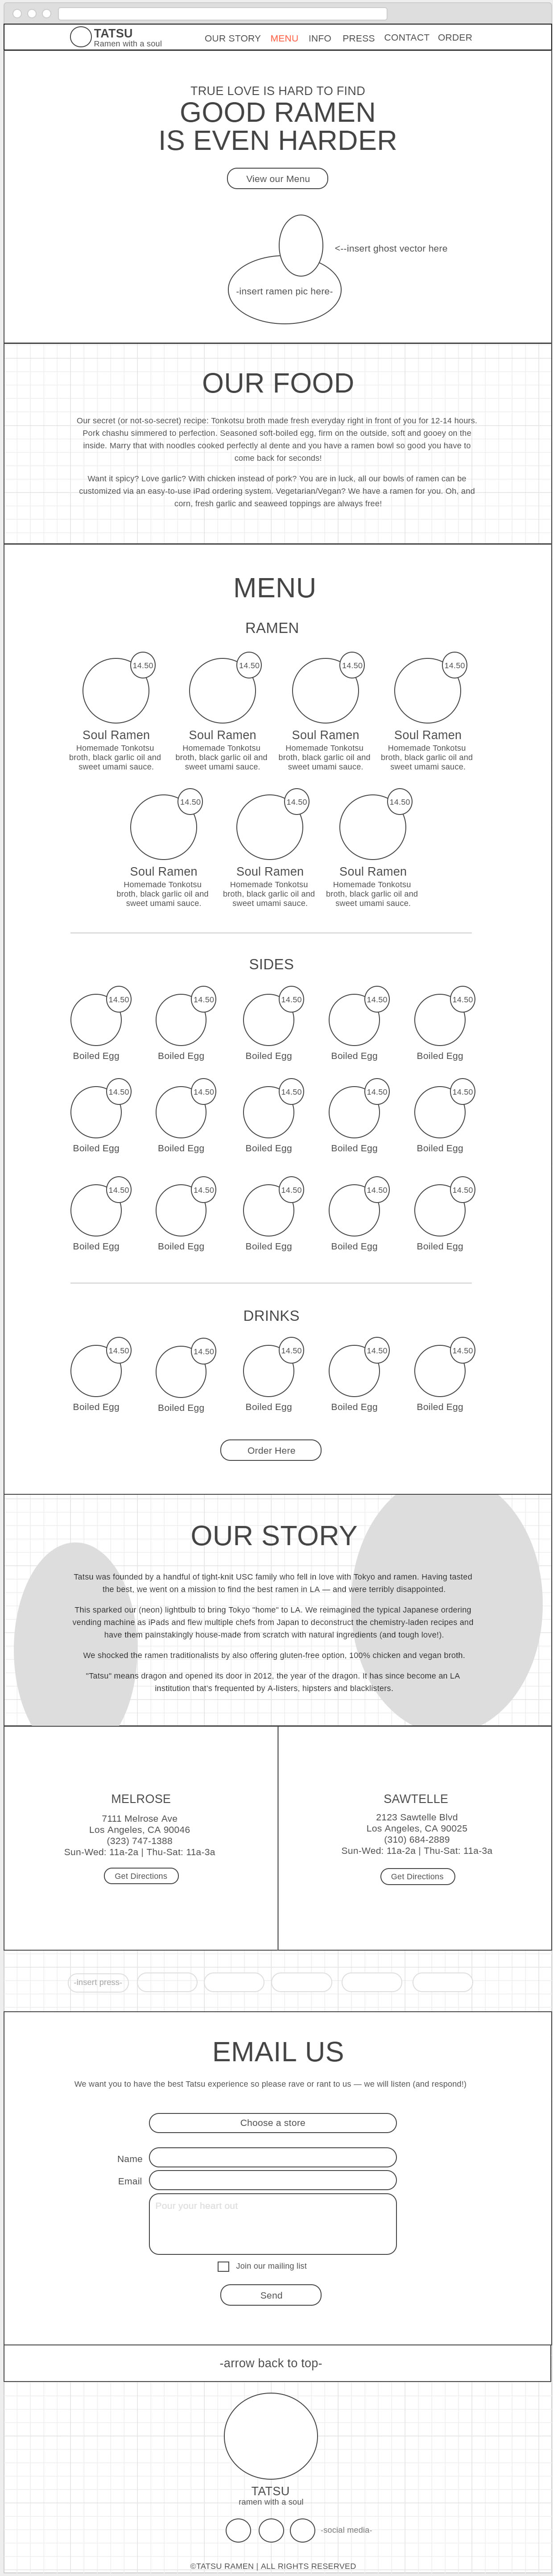 TATSU
Ramen with a soul
OUR STORY MENU INFO PRESS CONTACT ORDER
TRUE LOVE IS HARD TO FIND
GOOD RAMEN
IS EVEN HARDER
View our Menu
<--insert ghost vector here
-insert ramen pic here-
OUR FOOD
Our secret (or not-so-secret) recipe: Tonkotsu broth made fresh everyday right in front of you for 12-14 hours.
Pork chashu simmered to perfection. Seasoned soft-boiled egg, firm on the outside, soft and gooey on the
inside. Marry that with noodles cooked perfectly al dente and you have a ramen bowl so good you have to
come back for seconds!
Want it spicy? Love garlic? With chicken instead of pork? You are in luck, all our bowls of ramen can be
customized via an easy-to-use iPad ordering system. Vegetarian/Vegan? We have a ramen for you. Oh, and
corn, fresh garlic and seaweed toppings are always free!
MENU
RAMEN
14.50 14.50 14.50 14.50
Soul Ramen Soul Ramen Soul Ramen Soul Ramen
Homemade Tonkotsu Homemade Tonkotsu Homemade Tonkotsu Homemade Tonkotsu
broth, black garlic oil and broth, black garlic oil and broth, black garlic oil and broth, black garlic oil and
sweet umami sauce. sweet umami sauce. sweet umami sauce. sweet umami sauce.
14.50 14.50 14.50
Soul Ramen Soul Ramen Soul Ramen
Homemade Tonkotsu Homemade Tonkotsu Homemade Tonkotsu
broth, black garlic oil and broth, black garlic oil and broth, black garlic oil and
sweet umami sauce. sweet umami sauce. sweet umami sauce.
SIDES
14.50 14.50 14.50 14.50 14.50
Boiled Egg Boiled Egg Boiled Egg Boiled Egg Boiled Egg
14.50 14.50 14.50 14.50 14.50
Boiled Egg Boiled Egg Boiled Egg Boiled Egg Boiled Egg
14.50 14.50 14.50 14.50 14.50
Boiled Egg Boiled Egg Boiled Egg Boiled Egg Boiled Egg
DRINKS
14.50 14.50 14.50 14.50 14.50
Boiled Egg Boiled Egg Boiled Egg Boiled Egg Boiled Egg
Order Here
OUR STORY
Tatsu was founded by a handful of tight-knit USC family who fell in love with Tokyo and ramen. Having tasted
the best, we went on a mission to find the best ramen in LA — and were terribly disappointed.
This sparked our (neon) lightbulb to bring Tokyo "home" to LA. We reimagined the typical Japanese ordering
vending machine as iPads and flew multiple chefs from Japan to deconstruct the chemistry-laden recipes and
have them painstakingly house-made from scratch with natural ingredients (and tough love!).
We shocked the ramen traditionalists by also offering gluten-free option, 100% chicken and vegan broth.
"Tatsu" means dragon and opened its door in 2012, the year of the dragon. It has since become an LA
institution that's frequented by A-listers, hipsters and blacklisters.
MELROSE
7111 Melrose Ave
Los Angeles, CA 90046
(323) 747-1388
Sun-Wed: 11a-2a | Thu-Sat: 11a-3a
Get Directions
SAWTELLE
2123 Sawtelle Blvd
Los Angeles, CA 90025
(310) 684-2889
Sun-Wed: 11a-2a | Thu-Sat: 11a-3a
Get Directions
-insert press-
EMAIL US
We want you to have the best Tatsu experience so please rave or rant to us — we will listen (and respond!)
Choose a store
Name
Email
Pour your heart out
Join our mailing list
Send
-arrow back to top-
TATSU
ramen with a soul
-social media-
©TATSU RAMEN | ALL RIGHTS RESERVED